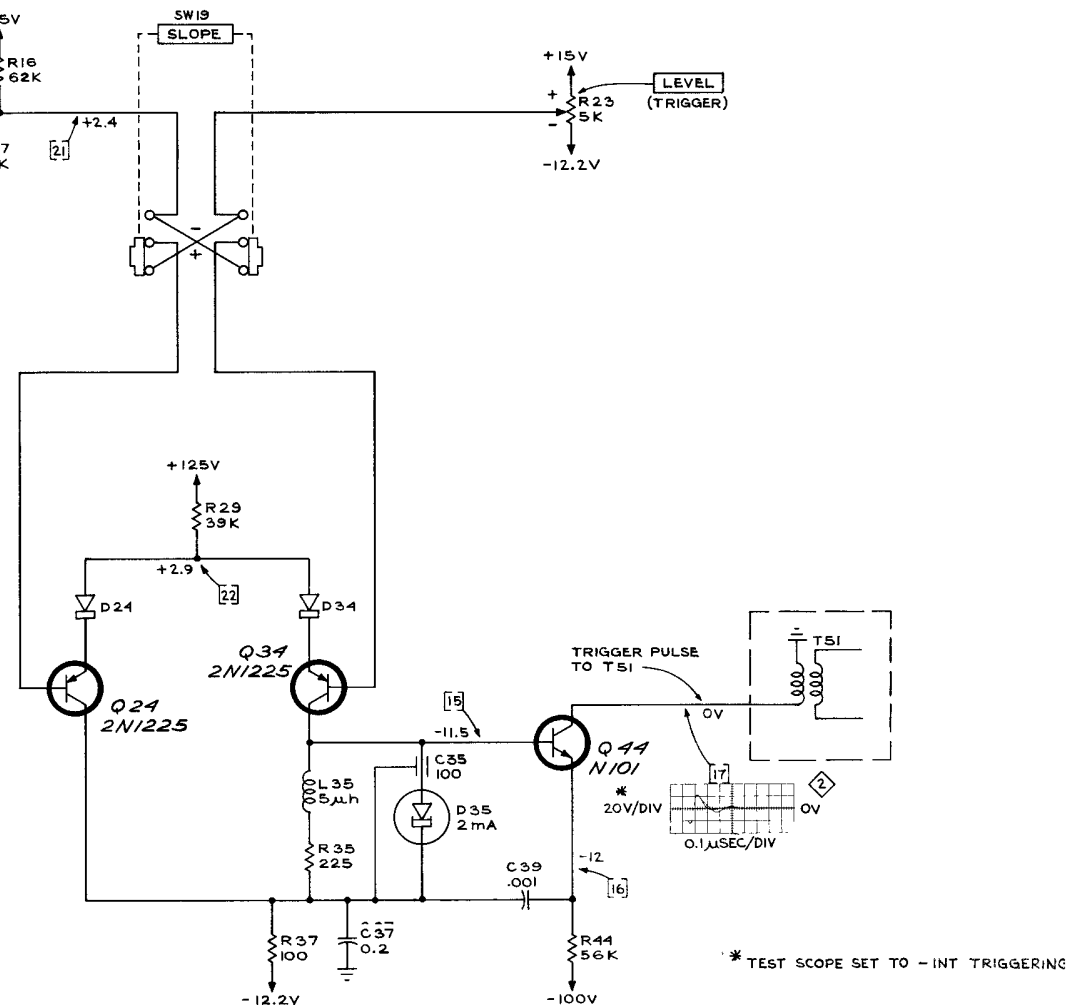 5V
SW19
SLOPE
R16
62K
+2.4
[21]
7
K
+15V
LEVEL
(TRIGGER)
+
R23
-
5K
-12.2V
-
+
+125V
R29
39K
+2.9
[22]
D24
D34
Q34
2N1225
Q24
2N1225
TRIGGER PULSE
TO T51
T51
0V
[15]
-11.5
Q44
N101
*
[17]
2
20V/DIV
0V
0.1µSEC/DIV
C35
100
L35
5µh
D35
2mA
R35
225
C39
.001
-12
[16]
R37
100
C37
0.2
R44
56K
-12.2V
-100V
* TEST SCOPE SET TO -INT TRIGGERING